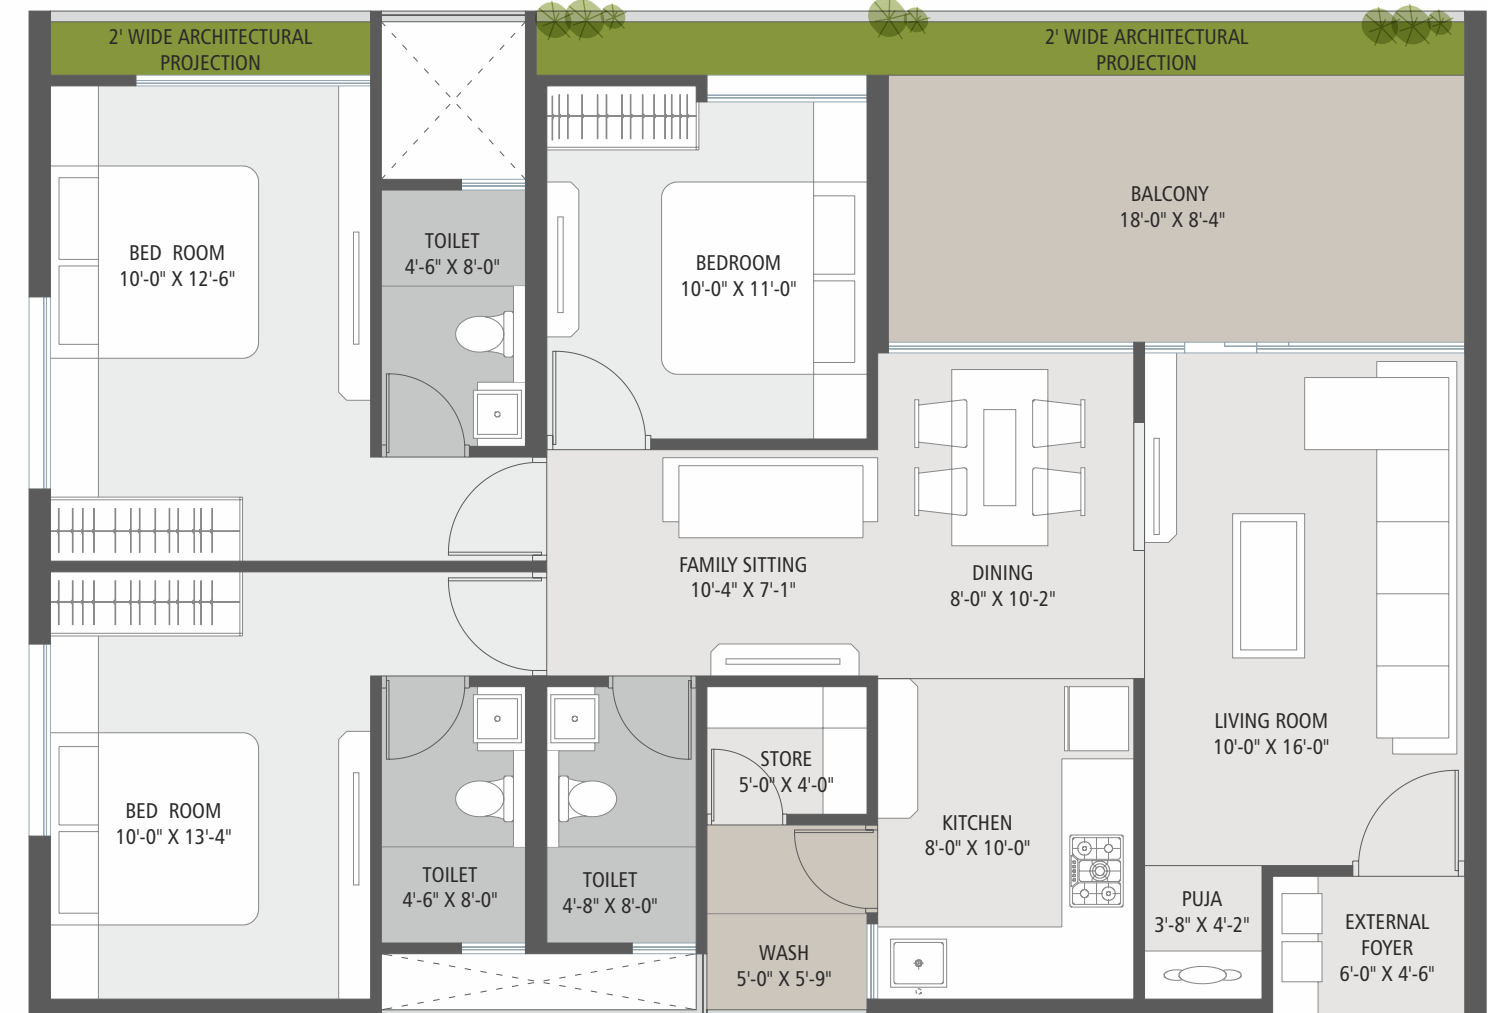 2' WIDE ARCHITECTURAL
PROJECTION
2' WIDE ARCHITECTURAL
PROJECTION
BALCONY
18'-0" X 8'-4"
BED ROOM
10'-0" X 12'-6"
TOILET
4'-6" X 8'-0"
BEDROOM
10'-0" X 11'-0"
FAMILY SITTING
10'-4" X 7'-1"
DINING
8'-0" X 10'-2"
LIVING ROOM
10'-0" X 16'-0"
STORE
5'-0" X 4'-0"
BED ROOM
10'-0" X 13'-4"
KITCHEN
8'-0" X 10'-0"
TOILET
4'-6" X 8'-0"
TOILET
4'-8" X 8'-0"
PUJA
3'-8" X 4'-2"
EXTERNAL
FOYER
6'-0" X 4'-6"
WASH
5'-0" X 5'-9"